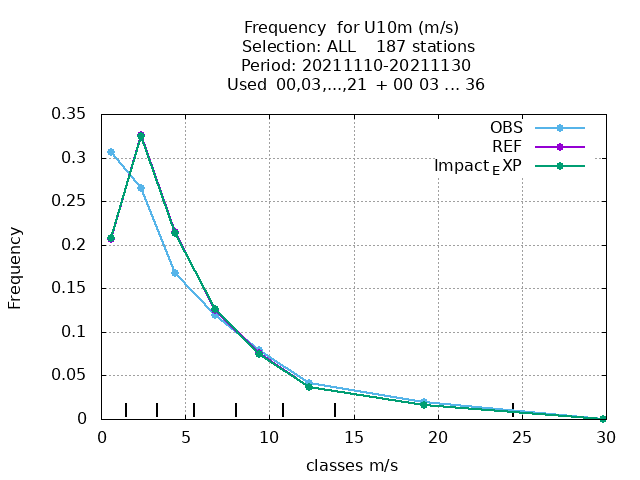 Frequency for U10m (m/s)
Selection: ALL 187 stations
Period: 20211110-20211130
Used 00,03,...,21 + 00 03 ... 36
OBS
REF
Impact_EXP
0.35
0.3
0.25
0.2
0.15
0.1
0.05
0
Frequency
0 5 10 15 20 25 30
classes m/s